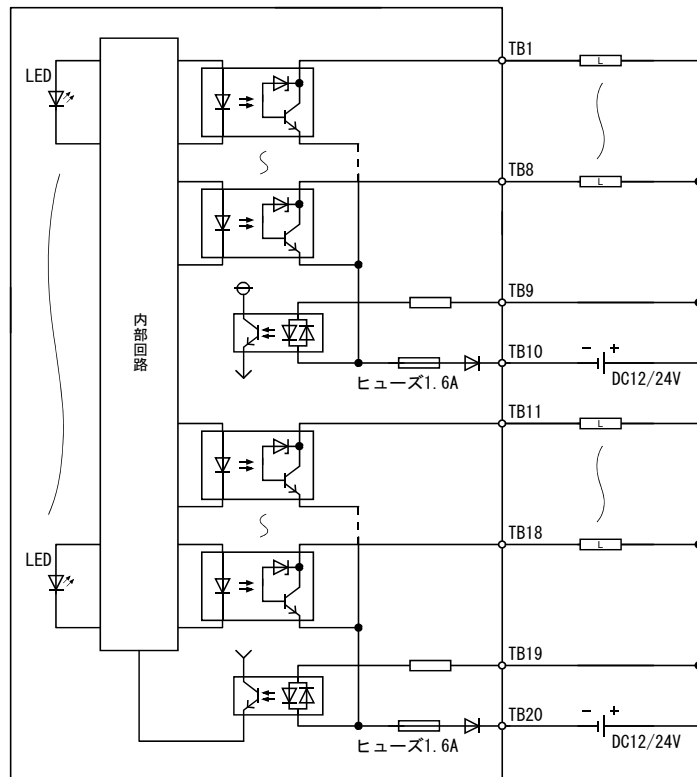 TB1
LED
L
TB8
L
TB9
内部回路
TB10
- +
ヒューズ1.6A
DC12/24V
TB11
L
TB18
LED
L
TB19
TB20
- +
ヒューズ1.6A
DC12/24V